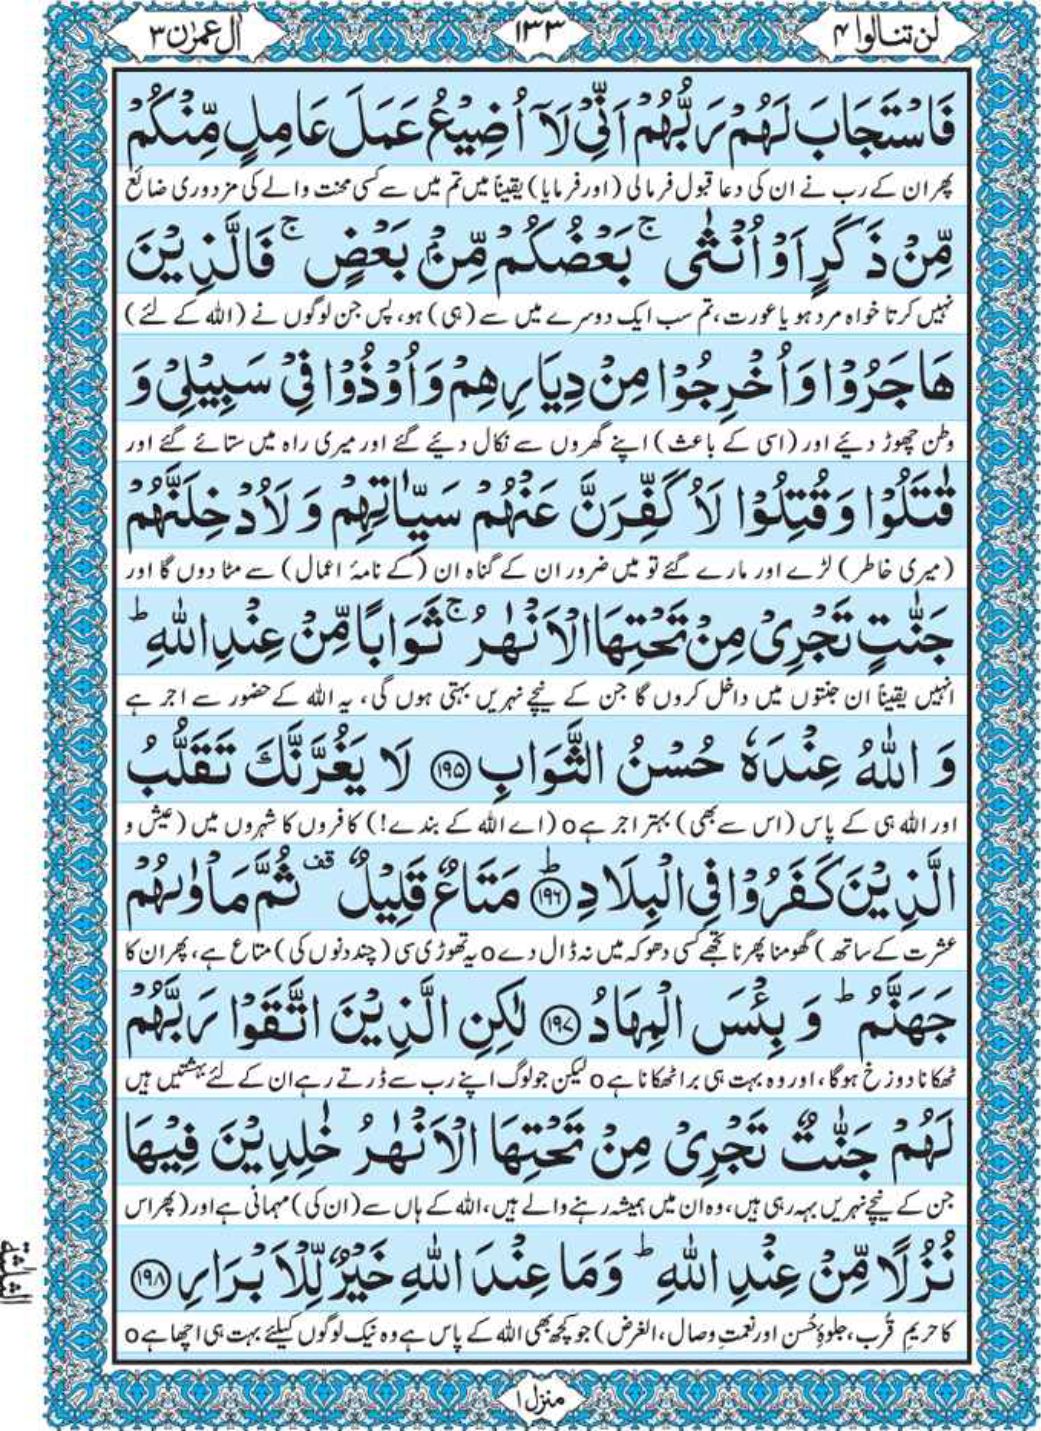 لن تنالوا ۴
۱۳۳
اٰل عمرٰن ۳
فَاسْتَجَابَ لَهُمْ رَبُّهُمْ اَنِّیْ لَاۤ اُضِیْعُ عَمَلَ عَامِلٍ مِّنْكُمْ
پھر ان کے رب نے ان کی دعا قبول فرما لی (اور فرمایا) یقیناً میں تم میں سے کسی محنت والے کی مزدوری ضائع
مِّنْ ذَكَرٍ اَوْ اُنْثٰی ۚ بَعْضُكُمْ مِّنْۢ بَعْضٍ ۚ فَالَّذِیْنَ
نہیں کرتا خواہ مرد ہو یا عورت، تم سب ایک دوسرے میں سے (ہی) ہو، پس جن لوگوں نے (اللہ کے لئے)
هَاجَرُوْا وَ اُخْرِجُوْا مِنْ دِیَارِهِمْ وَ اُوْذُوْا فِیْ سَبِیْلِیْ وَ
وطن چھوڑ دیئے اور (اسی کے باعث) اپنے گھروں سے نکال دیئے گئے اور میری راہ میں ستائے گئے اور
قٰتَلُوْا وَ قُتِلُوْا لَاُكَفِّرَنَّ عَنْهُمْ سَیِّاٰتِهِمْ وَ لَاُدْخِلَنَّهُمْ
(میری خاطر) لڑے اور مارے گئے تو میں ضرور ان کے گناہ ان (کے نامۂ اعمال) سے مٹا دوں گا اور
جَنّٰتٍ تَجْرِیْ مِنْ تَحْتِهَا الْاَنْهٰرُ ۚ ثَوَابًا مِّنْ عِنْدِ اللّٰهِ ؕ
انہیں یقیناً ان جنتوں میں داخل کروں گا جن کے نیچے نہریں بہتی ہوں گی، یہ اللہ کے حضور سے اجر ہے
وَ اللّٰهُ عِنْدَهٗ حُسْنُ الثَّوَابِ ۱۹۵ لَا یَغُرَّنَّكَ تَقَلُّبُ
اور اللہ ہی کے پاس (اس سے بھی) بہتر اجر ہےo (اے اللہ کے بندے!) کافروں کا شہروں میں (عیش و
الَّذِیْنَ كَفَرُوْا فِی الْبِلَادِ ؕ ۱۹۶ مَتَاعٌ قَلِیْلٌ ۫ قف ثُمَّ مَاْوٰىهُمْ
عشرت کے ساتھ) گھومنا پھرنا تجھے کسی دھوکہ میں نہ ڈال دےo یہ تھوڑی سی (چند دنوں کی) متاع ہے، پھر ان کا
جَهَنَّمُ ؕ وَ بِئْسَ الْمِهَادُ ۱۹۷ لٰكِنِ الَّذِیْنَ اتَّقَوْا رَبَّهُمْ
ٹھکانا دوزخ ہوگا، اور وہ بہت ہی برا ٹھکانا ہےo لیکن جو لوگ اپنے رب سے ڈرتے رہے ان کے لئے بہشتیں ہیں
لَهُمْ جَنّٰتٌ تَجْرِیْ مِنْ تَحْتِهَا الْاَنْهٰرُ خٰلِدِیْنَ فِیْهَا
جن کے نیچے نہریں بہہ رہی ہیں، وہ ان میں ہمیشہ رہنے والے ہیں، اللہ کے ہاں سے (ان کی) مہمانی ہے اور (پھر اس
نُزُلًا مِّنْ عِنْدِ اللّٰهِ ؕ وَ مَا عِنْدَ اللّٰهِ خَیْرٌ لِّلْاَبْرَارِ ۱۹۸
کا حریمِ قُرب، جلوۂ حُسن اور نعمتِ وصال، الغرض) جو کچھ بھی اللہ کے پاس ہے وہ نیک لوگوں کیلئے بہت ہی اچھا ہےo
منزل ۱
الثلثة